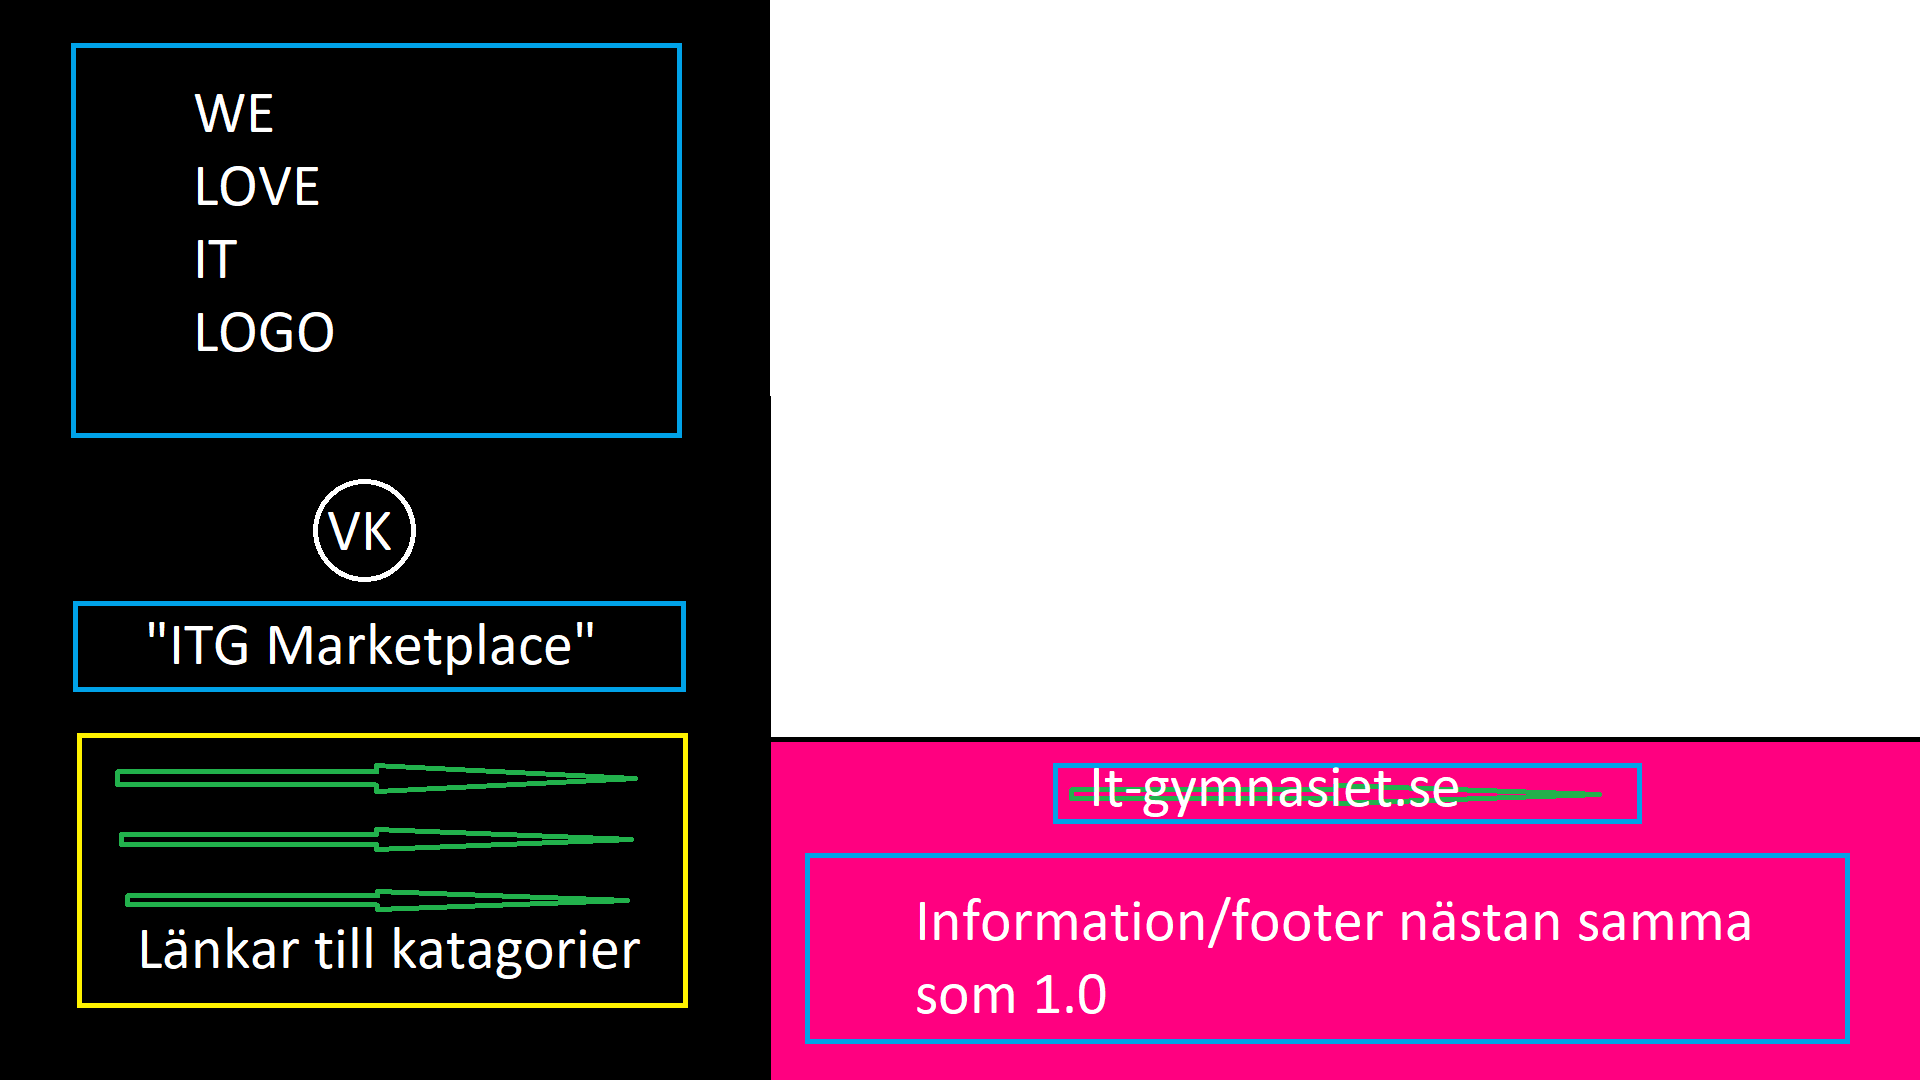 WE
LOVE
IT
LOGO
VK
"ITG Marketplace"
Länkar till katagorier
It-gymnasiet.se
Information/footer nästan samma
som 1.0